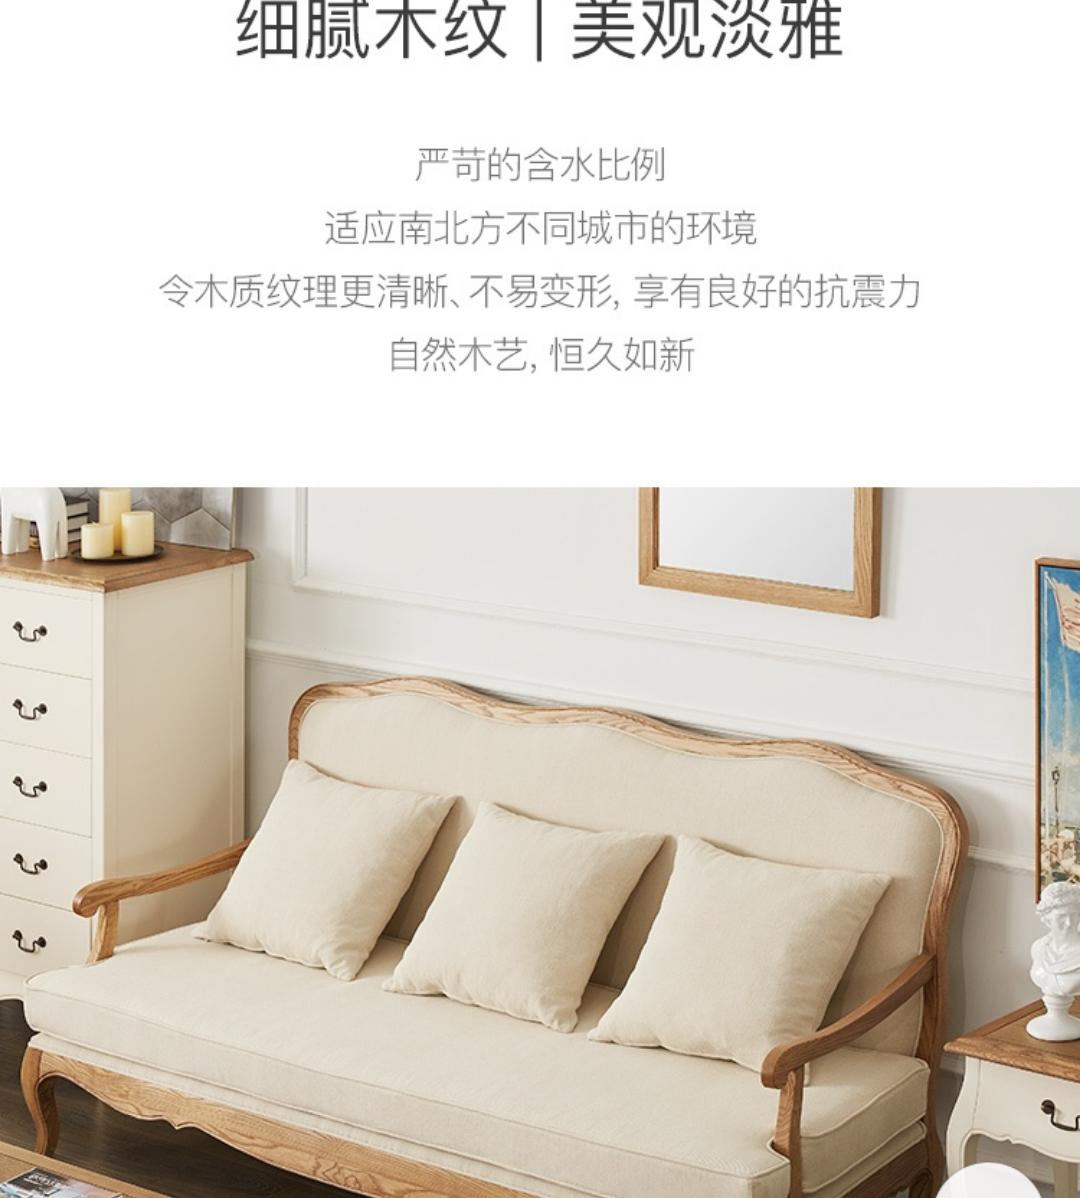 细腻木纹 | 美观淡雅
严苛的含水比例
适应南北方不同城市的环境
令木质纹理更清晰、不易变形, 享有良好的抗震力
自然木艺, 恒久如新